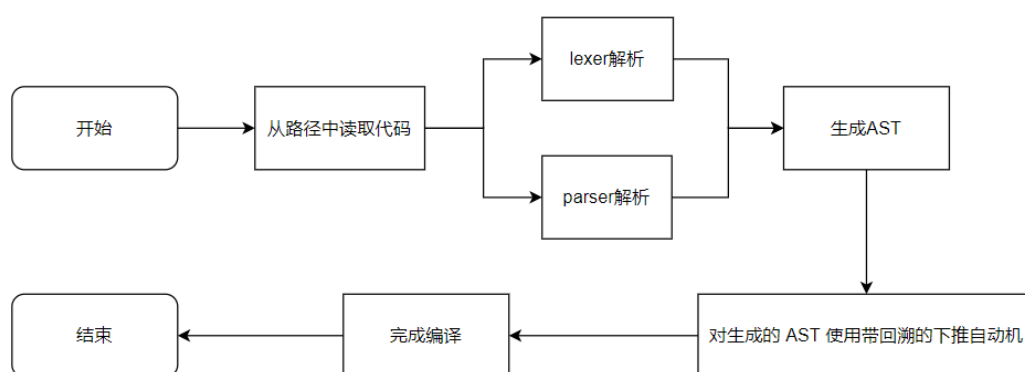 开始
从路径中读取代码
lexer解析
parser解析
生成AST
对生成的 AST 使用带回溯的下推自动机
完成编译
结束